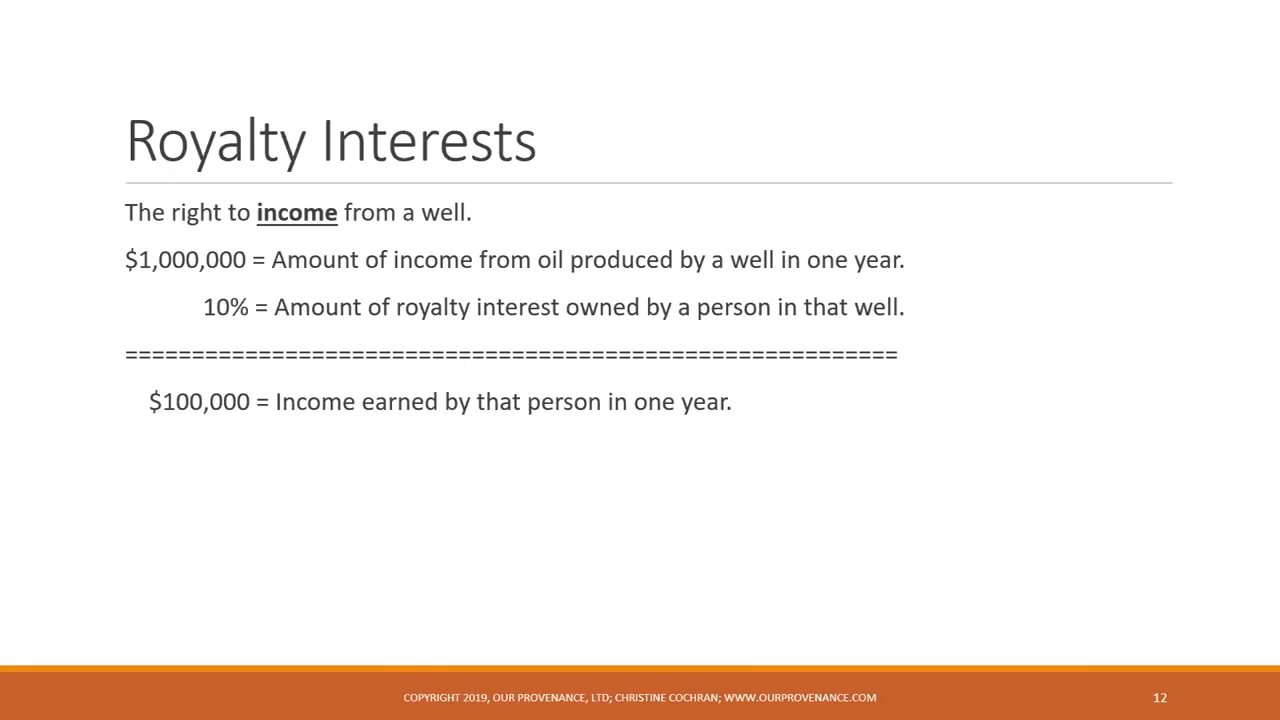 Royalty Interests
The right to income from a well.
$1,000,000 = Amount of income from oil produced by a well in one year.
10% = Amount of royalty interest owned by a person in that well.
==========================================================
$100,000 = Income earned by that person in one year.
COPYRIGHT 2019, OUR PROVENANCE, LTD; CHRISTINE COCHRAN; WWW.OURPROVENANCE.COM
12